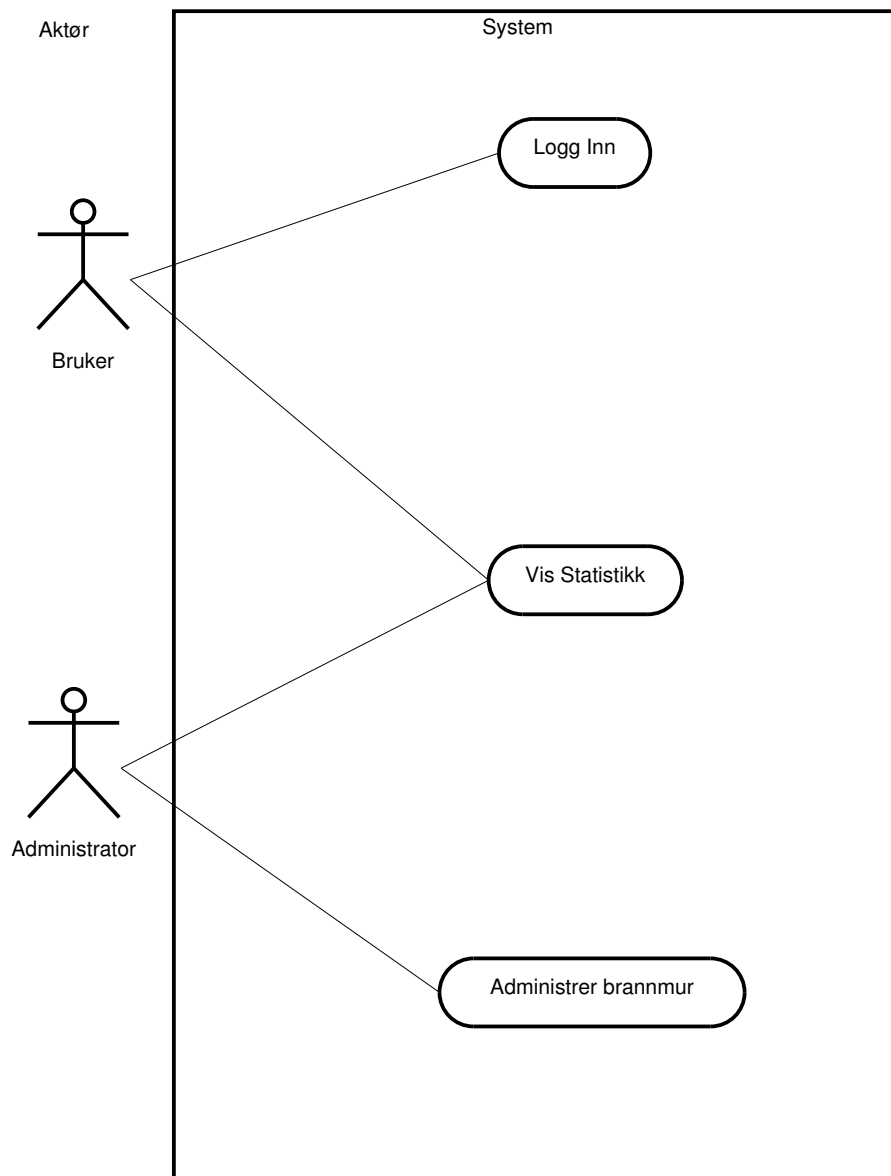 Aktør
System
Logg Inn
Bruker
Vis Statistikk
Administrator
Administrer brannmur